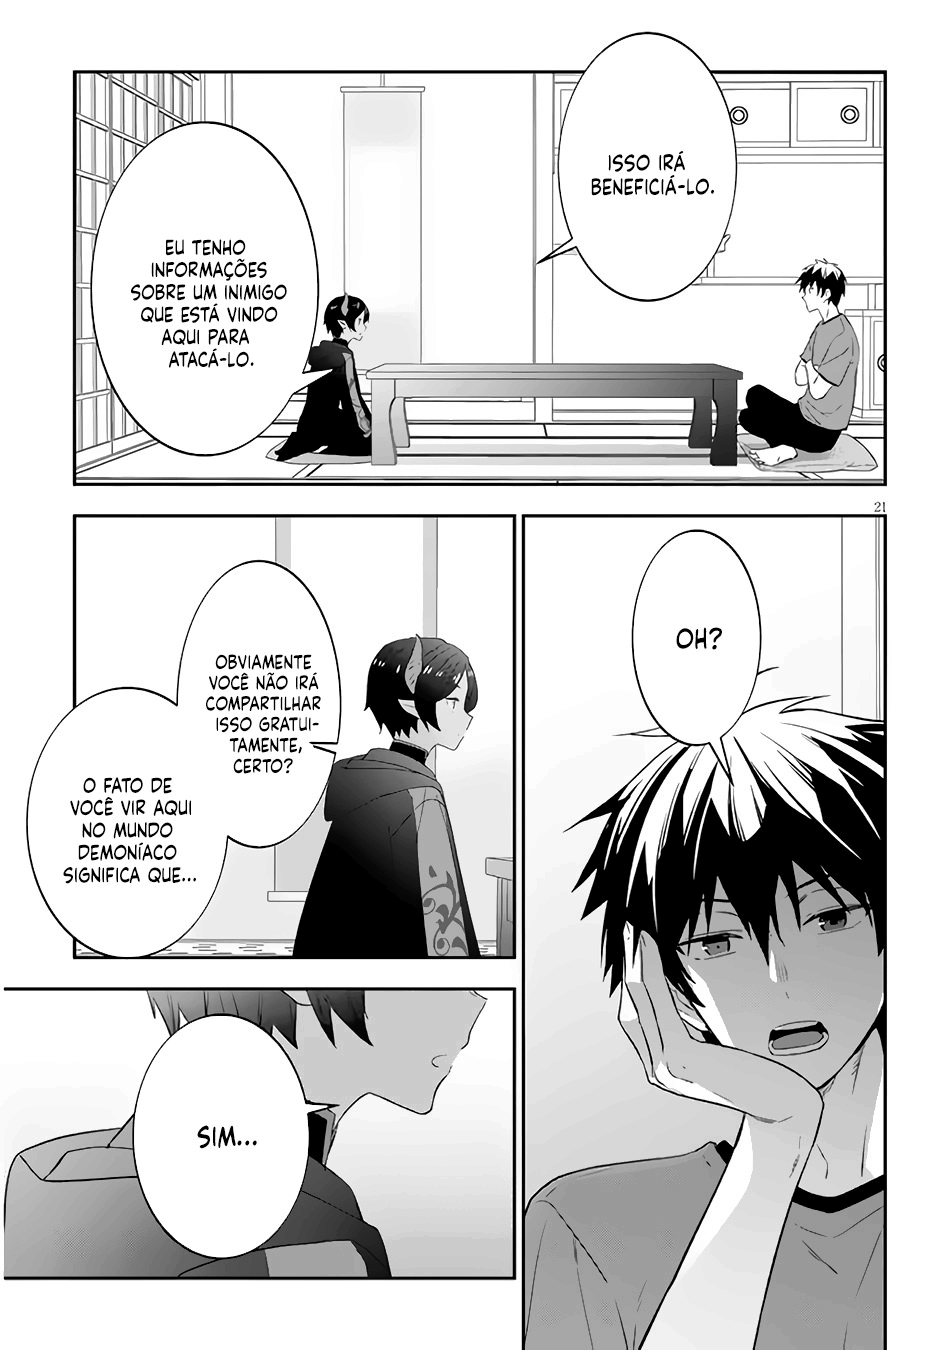 ISSO IRÁ
BENEFICIÁ-LO.
EU TENHO
INFORMAÇÕES
SOBRE UM INIMIGO
QUE ESTÁ VINDO
AQUI PARA
ATACÁ-LO.
21
OH?
OBVIAMENTE
VOCÊ NÃO IRÁ
COMPARTILHAR
ISSO GRATUI-
TAMENTE,
CERTO?
O FATO DE
VOCÊ VIR AQUI
NO MUNDO
DEMONÍACO
SIGNIFICA QUE...
SIM...